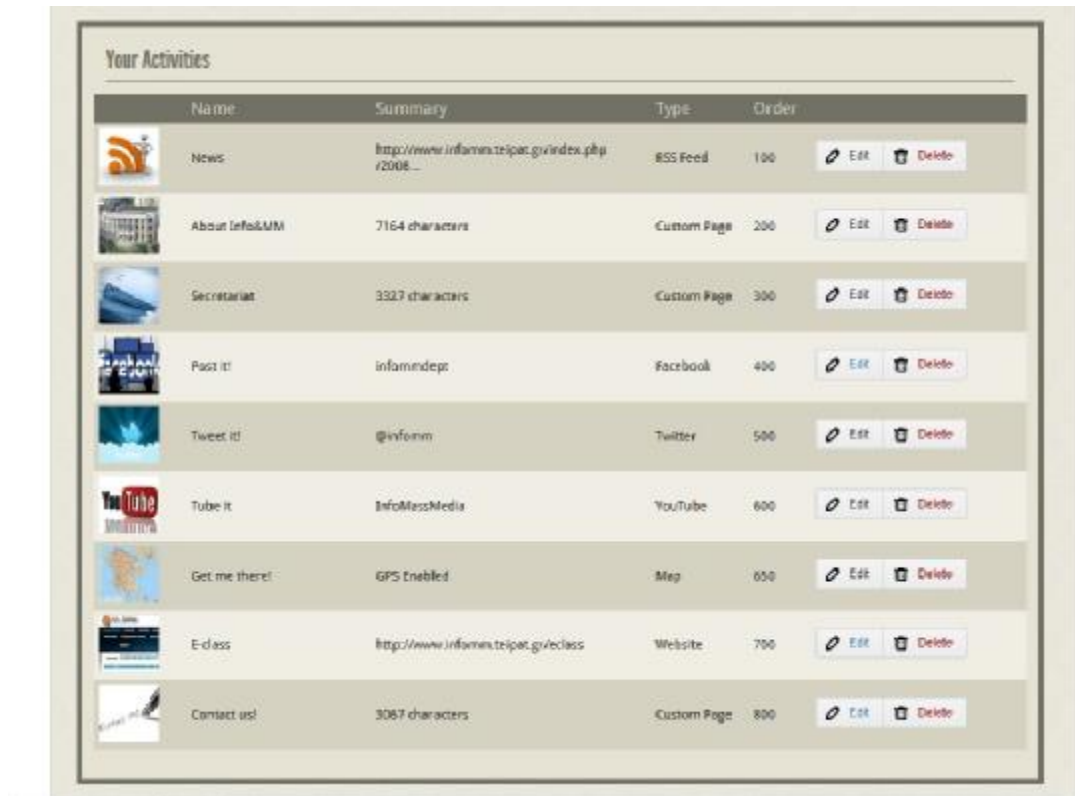 Your Activities
Name Summary Type Order
News http://www.infomm.teipat.gr/index.php
/2008... RSS Feed 100 Edit Delete
About Info&MM 7164 characters Custom Page 200 Edit Delete
Secretariat 3327 characters Custom Page 300 Edit Delete
Post it! infommdept Facebook 400 Edit Delete
Tweet it! @infomm Twitter 500 Edit Delete
You Tube
Tube it InfoMassMedia YouTube 600 Edit Delete
Get me there! GPS Enabled Map 650 Edit Delete
E-class http://www.infomm.teipat.gr/eclass Website 700 Edit Delete
Contact us! 3087 characters Custom Page 800 Edit Delete